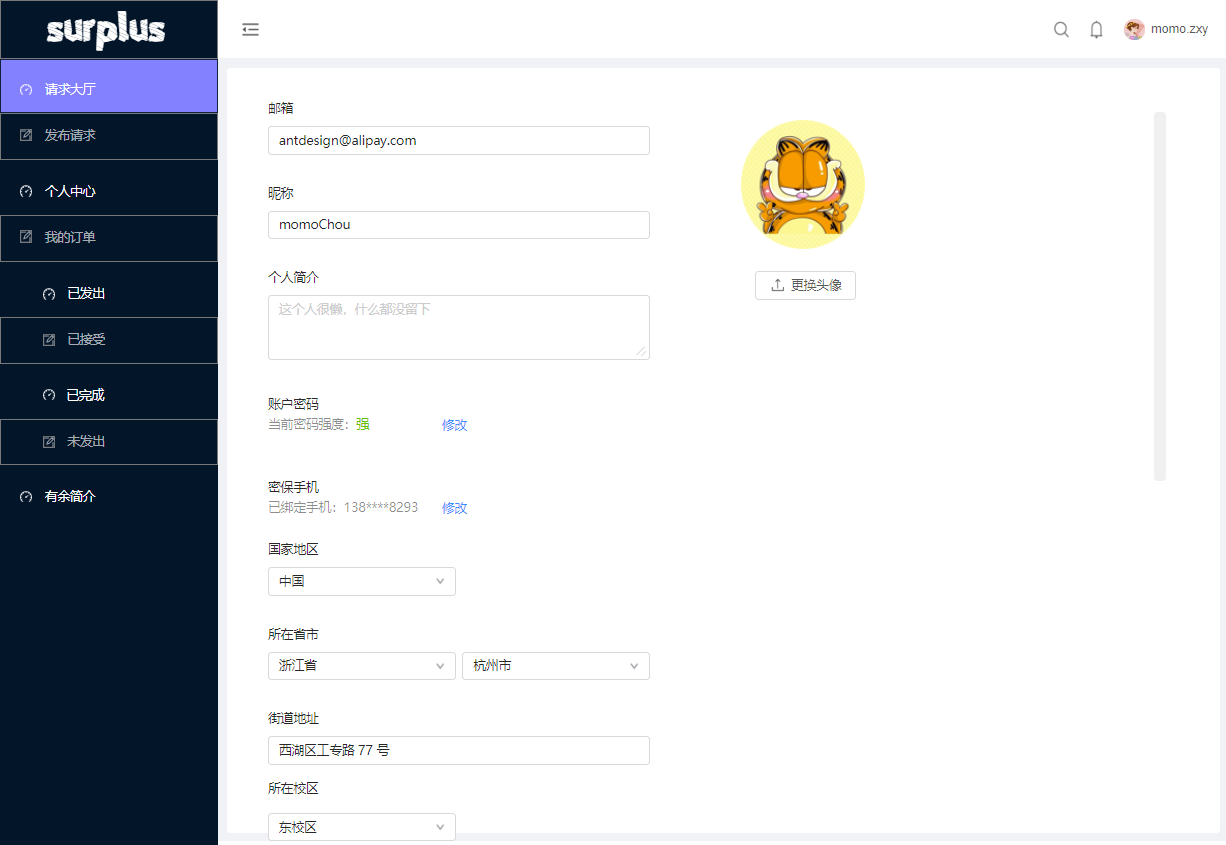 surplus
请求大厅
发布请求
个人中心
我的订单
已发出
已接受
已完成
未发出
有余简介
momo.zxy
邮箱
antdesign@alipay.com
昵称
momoChou
个人简介
这个人很懒，什么都没留下
账户密码
当前密码强度：强 修改
密保手机
已绑定手机：138****8293 修改
国家地区
中国
所在省市
浙江省 杭州市
街道地址
西湖区工专路 77 号
所在校区
东校区
更换头像